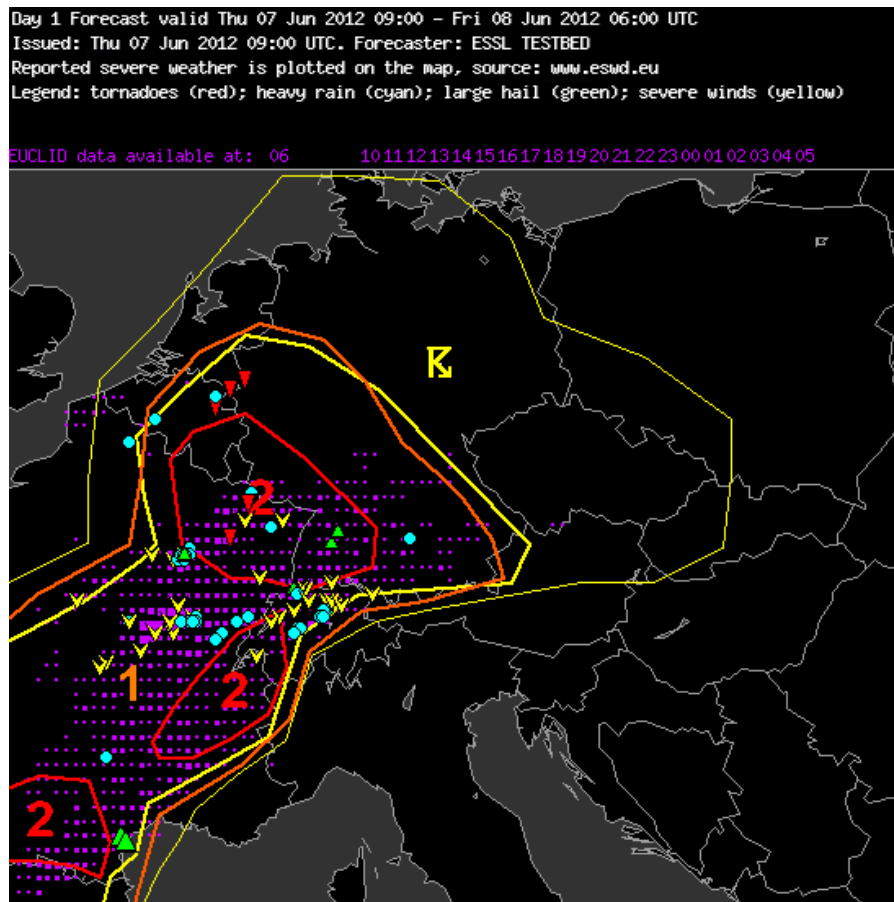 Day 1 Forecast valid Thu 07 Jun 2012 09:00 - Fri 08 Jun 2012 06:00 UTC
Issued: Thu 07 Jun 2012 09:00 UTC. Forecaster: ESSL TESTBED
Reported severe weather is plotted on the map, source: www.eswd.eu
Legend: tornadoes (red); heavy rain (cyan); large hail (green); severe winds (yellow)
EUCLID data available at: 06 10 11 12 13 14 15 16 17 18 19 20 21 22 23 00 01 02 03 04 05
2
1
2
2